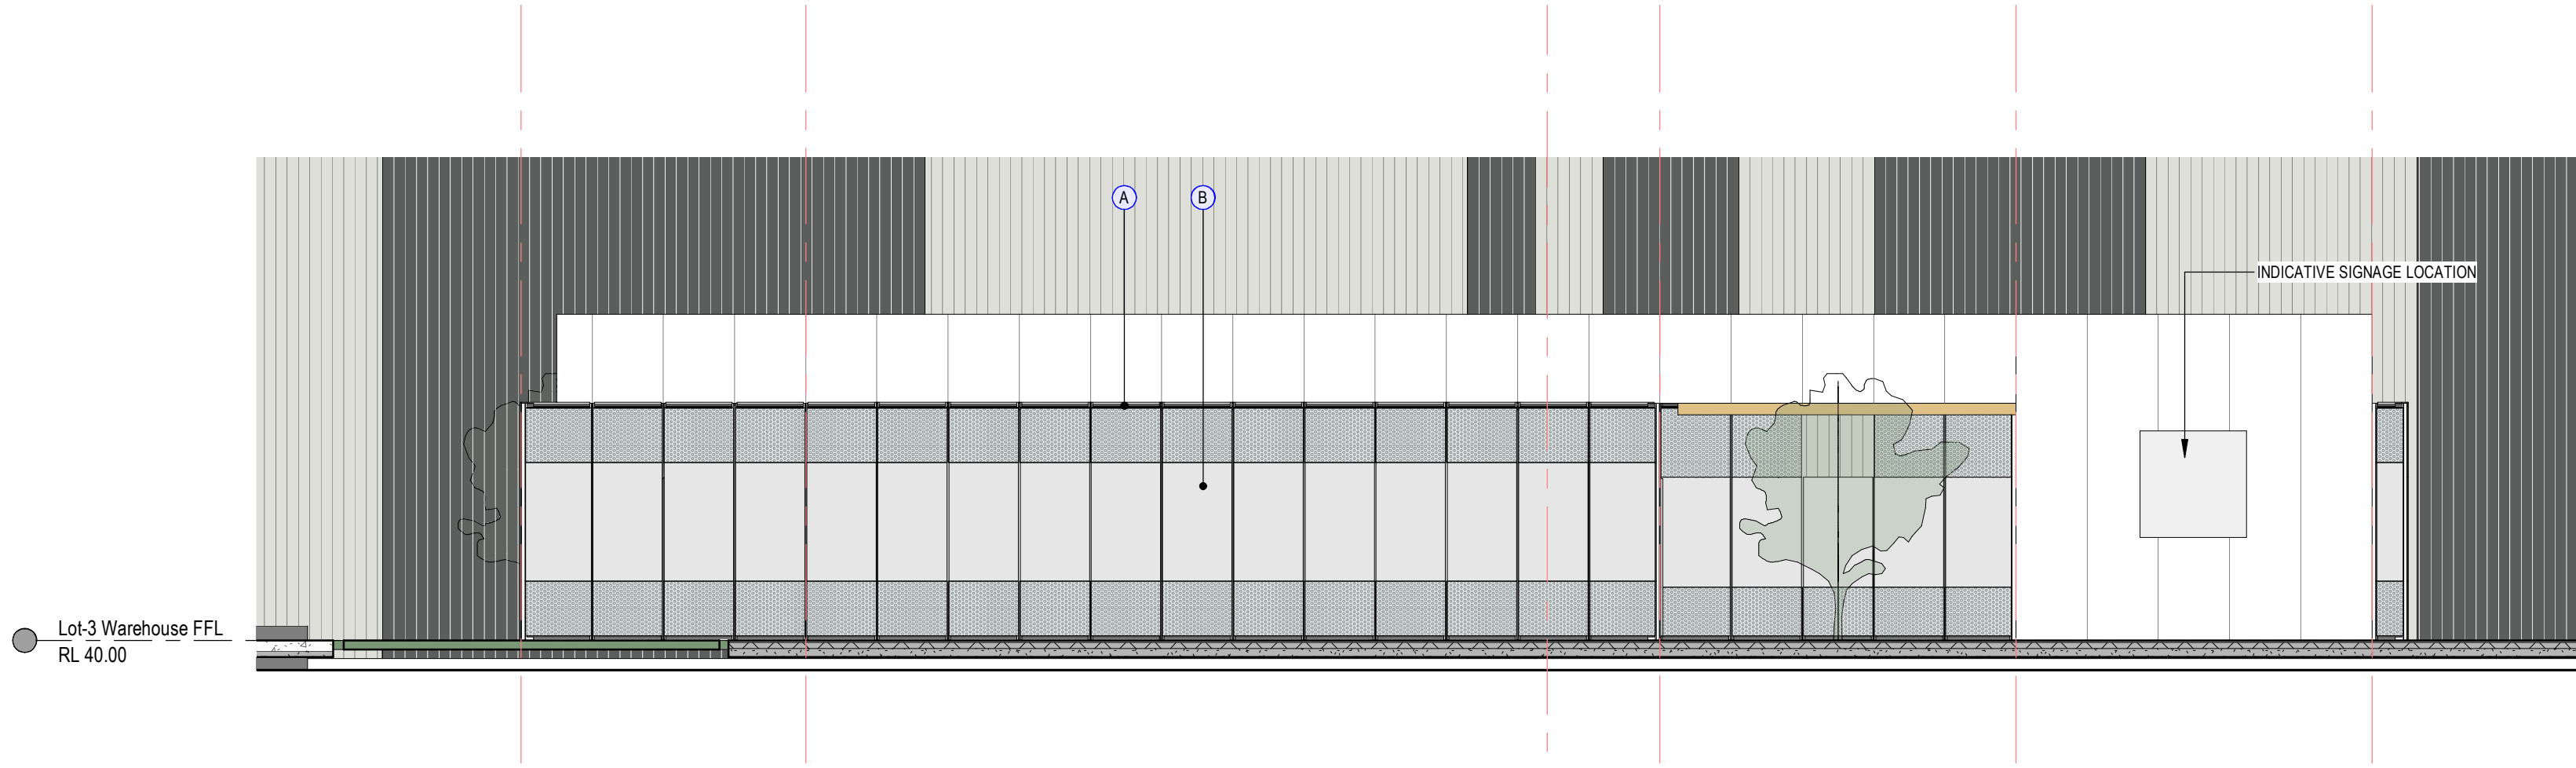 A
B
INDICATIVE SIGNAGE LOCATION
Lot-3 Warehouse FFL
RL 40.00